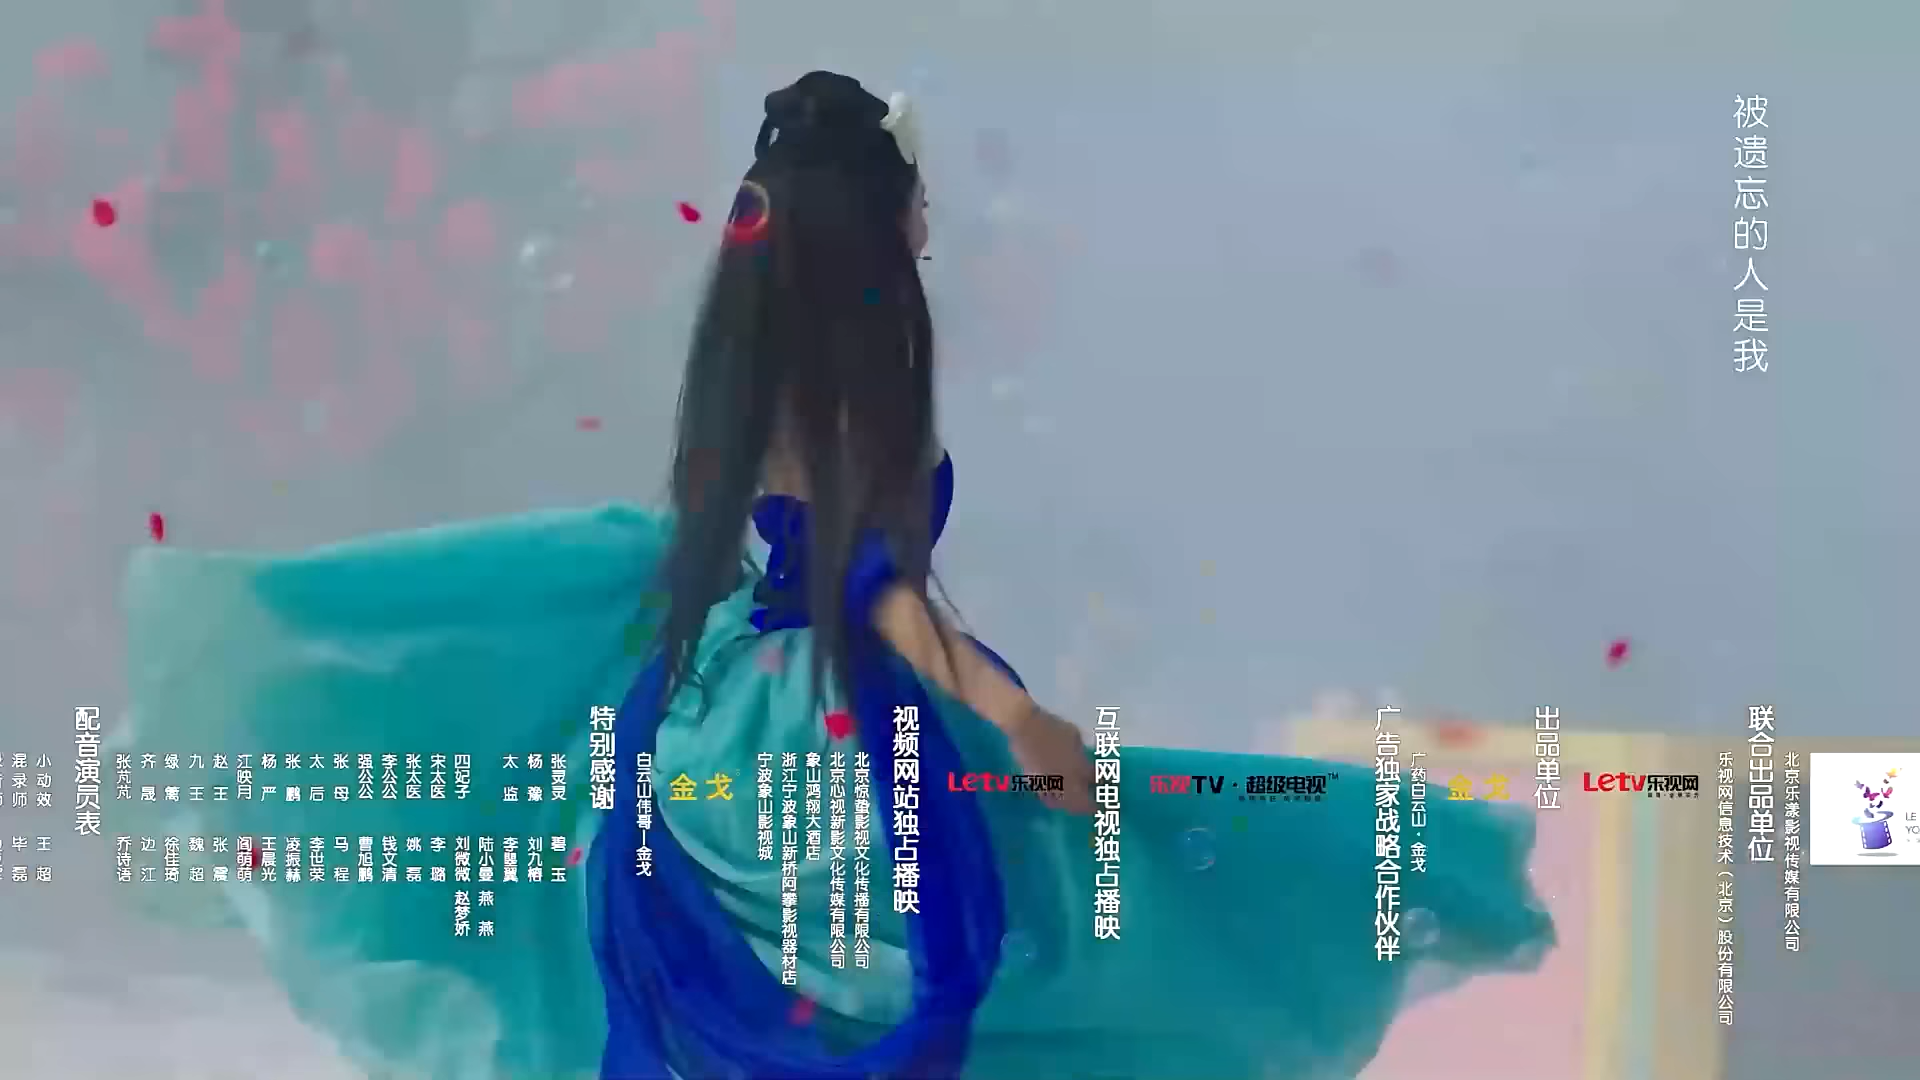 被遗忘的人是我
联合出品单位
北京乐漾影视传媒有限公司
乐视网信息技术（北京）股份有限公司
出品单位
Letv乐视网
广告独家战略合作伙伴
广药白云山·金戈
金戈
互联网电视独占播映
乐视TV·超级电视™
视频网站独占播映
Letv乐视网
特别感谢
北京惊蛰影视文化传播有限公司
北京心视新影文化传媒有限公司
象山鸿翔大酒店
浙江宁波象山新桥阿攀影视器材店
宁波象山影视城
白云山伟哥—金戈
金戈
配音演员表
张灵灵 碧玉
杨豫 刘九椿
太监 李曌翼
陆小曼 燕燕
四妃子 刘微微 赵梦娇
宋太医 李璐
张太医 姚磊
李公公 钱文清
强公公 曹旭鹏
张母 马程
太后 李世荣
张鹏 凌振赫
杨严 王晨光
江映月 阎萌萌
赵王 张震
九王 魏超
绿篱 徐佳琦
齐晟 边江
张芃芃 乔诗语
小动效 王超
混录师 毕磊